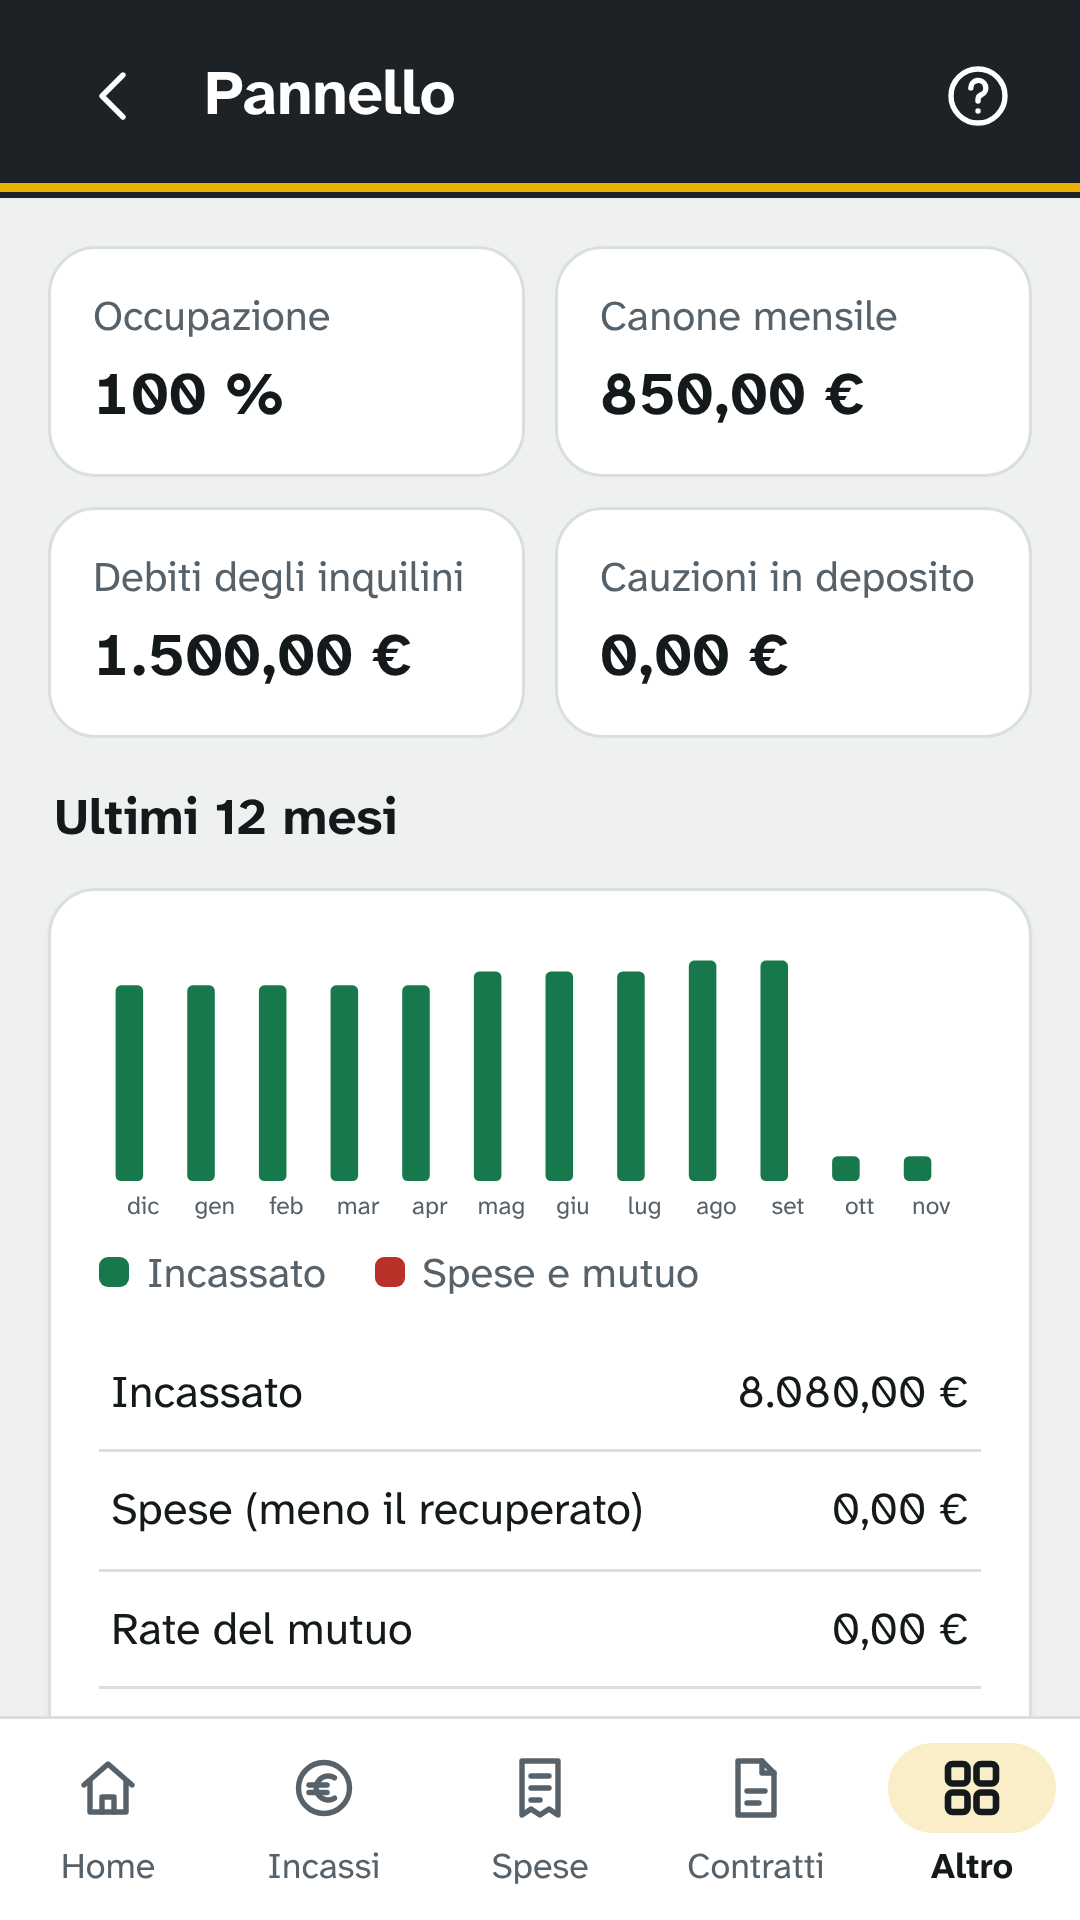 Pannello
Occupazione
100 %
Canone mensile
850,00 €
Debiti degli inquilini
1.500,00 €
Cauzioni in deposito
0,00 €
Ultimi 12 mesi
dic gen feb mar apr mag giu lug ago set ott nov
Incassato Spese e mutuo
Incassato 8.080,00 €
Spese (meno il recuperato) 0,00 €
Rate del mutuo 0,00 €
Home Incassi Spese Contratti Altro